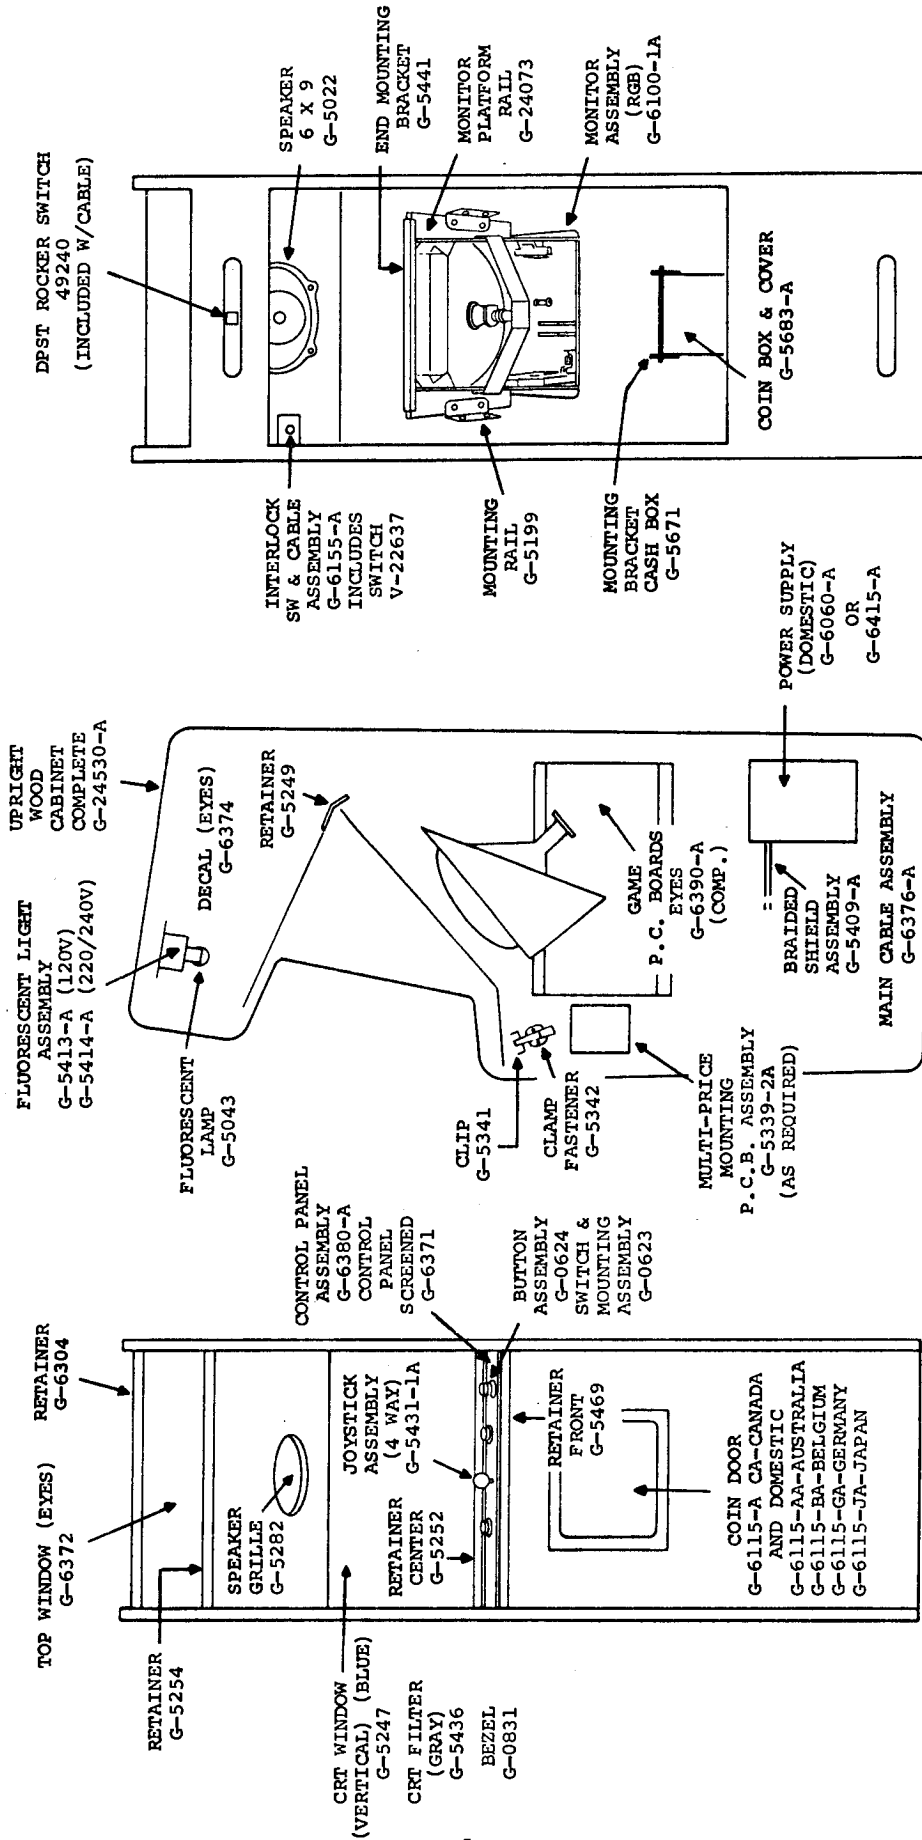 TOP WINDOW (EYES)
G-6372
RETAINER
G-6304
RETAINER
G-5254
SPEAKER
GRILLE
G-5282
CRT WINDOW
(VERTICAL) (BLUE)
G-5247
CRT FILTER
(GRAY)
G-5436
BEZEL
G-0831
JOYSTICK
ASSEMBLY
(4 WAY)
G-5431-1A
RETAINER
CENTER
G-5252
CONTROL PANEL
ASSEMBLY
G-6380-A
CONTROL
PANEL
SCREENED
G-6371
BUTTON
ASSEMBLY
G-0624
SWITCH &
MOUNTING
ASSEMBLY
G-0623
RETAINER
FRONT
G-5469
COIN DOOR
G-6115-A CA-CANADA
AND DOMESTIC
G-6115-AA-AUSTRALIA
G-6115-BA-BELGIUM
G-6115-GA-GERMANY
G-6115-JA-JAPAN
FLUORESCENT LIGHT
ASSEMBLY
G-5413-A (120V)
G-5414-A (220/240V)
UPRIGHT
WOOD
CABINET
COMPLETE
G-24530-A
FLUORESCENT
LAMP
G-5043
DECAL (EYES)
G-6374
RETAINER
G-5249
CLIP
G-5341
CLAMP
FASTENER
G-5342
GAME
P.C. BOARDS
EYES
G-6390-A
(COMP.)
MULTI-PRICE
MOUNTING
P.C.B. ASSEMBLY
G-5339-2A
(AS REQUIRED)
BRAIDED
SHIELD
ASSEMBLY
G-5409-A
MAIN CABLE ASSEMBLY
G-6376-A
POWER SUPPLY
(DOMESTIC)
G-6060-A
OR
G-6415-A
DPST ROCKER SWITCH
49240
(INCLUDED W/CABLE)
INTERLOCK
SW & CABLE
ASSEMBLY
G-6155-A
INCLUDES
SWITCH
V-22637
SPEAKER
6 X 9
G-5022
END MOUNTING
BRACKET
G-5441
MONITOR
PLATFORM
RAIL
G-24073
MONITOR
ASSEMBLY
(RGB)
G-6100-1A
MOUNTING
RAIL
G-5199
MOUNTING
BRACKET
CASH BOX
G-5671
COIN BOX & COVER
G-5683-A